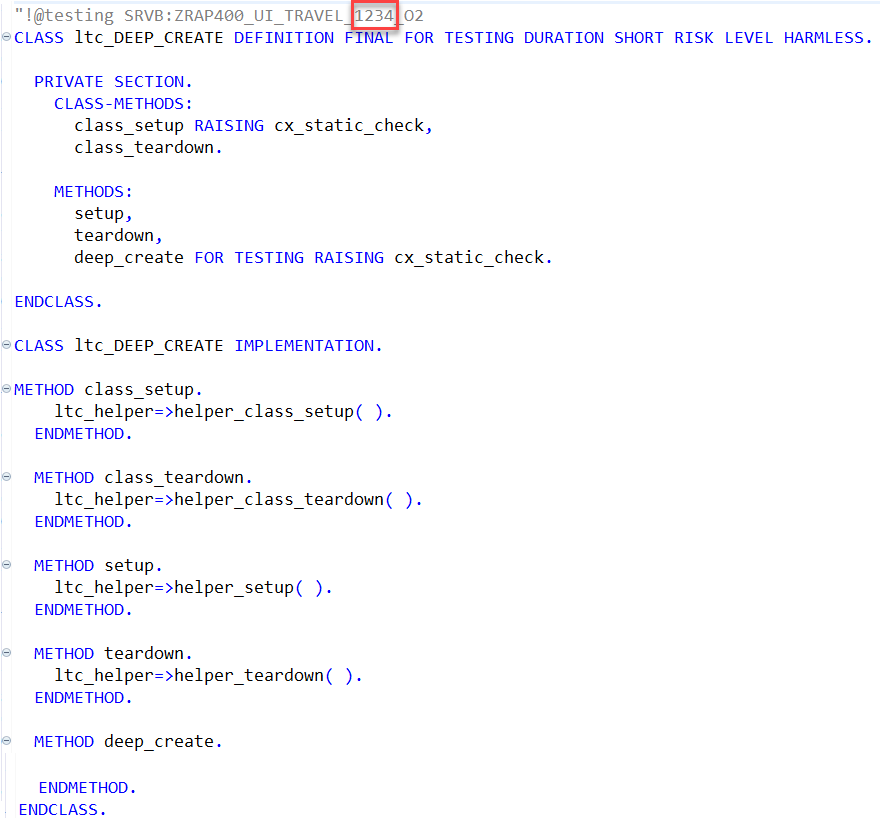 "!@testing SRVB:ZRAP400_UI_TRAVEL_1234_O2
CLASS ltc_DEEP_CREATE DEFINITION FINAL FOR TESTING DURATION SHORT RISK LEVEL HARMLESS.
PRIVATE SECTION.
CLASS-METHODS:
class_setup RAISING cx_static_check,
class_teardown.
METHODS:
setup,
teardown,
deep_create FOR TESTING RAISING cx_static_check.
ENDCLASS.
CLASS ltc_DEEP_CREATE IMPLEMENTATION.
METHOD class_setup.
ltc_helper=>helper_class_setup( ).
ENDMETHOD.
METHOD class_teardown.
ltc_helper=>helper_class_teardown( ).
ENDMETHOD.
METHOD setup.
ltc_helper=>helper_setup( ).
ENDMETHOD.
METHOD teardown.
ltc_helper=>helper_teardown( ).
ENDMETHOD.
METHOD deep_create.
ENDMETHOD.
ENDCLASS.